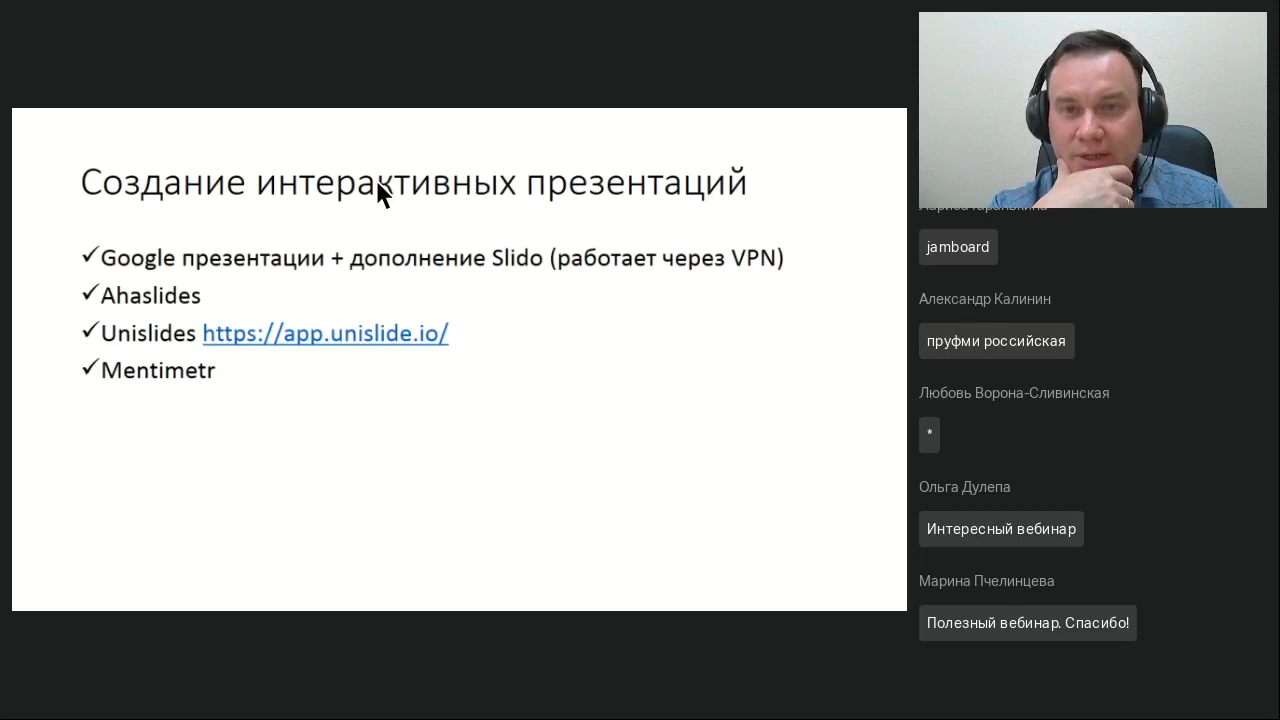 Создание интерактивных презентаций
✓Google презентации + дополнение Slido (работает через VPN)
✓Ahaslides
✓Unislides https://app.unislide.io/
✓Mentimetr
jamboard
Александр Калинин
пруфми российская
Любовь Ворона-Сливинская
*
Ольга Дулепа
Интересный вебинар
Марина Пчелинцева
Полезный вебинар. Спасибо!